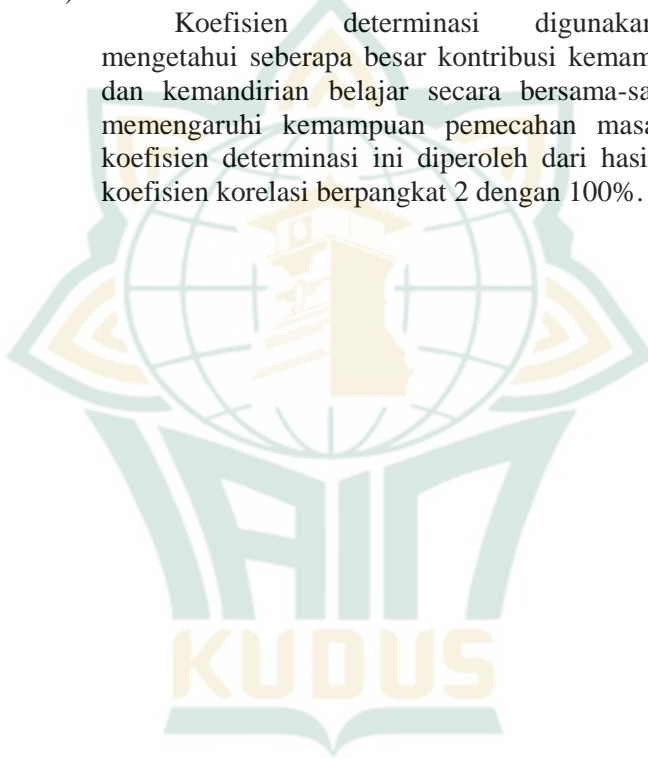 )
Koefisien determinasi digunakan
mengetahui seberapa besar kontribusi kemam
dan kemandirian belajar secara bersama-sa
memengaruhi kemampuan pemecahan masa
koefisien determinasi ini diperoleh dari hasi
koefisien korelasi berpangkat 2 dengan 100%.
IAIN
KUDUS